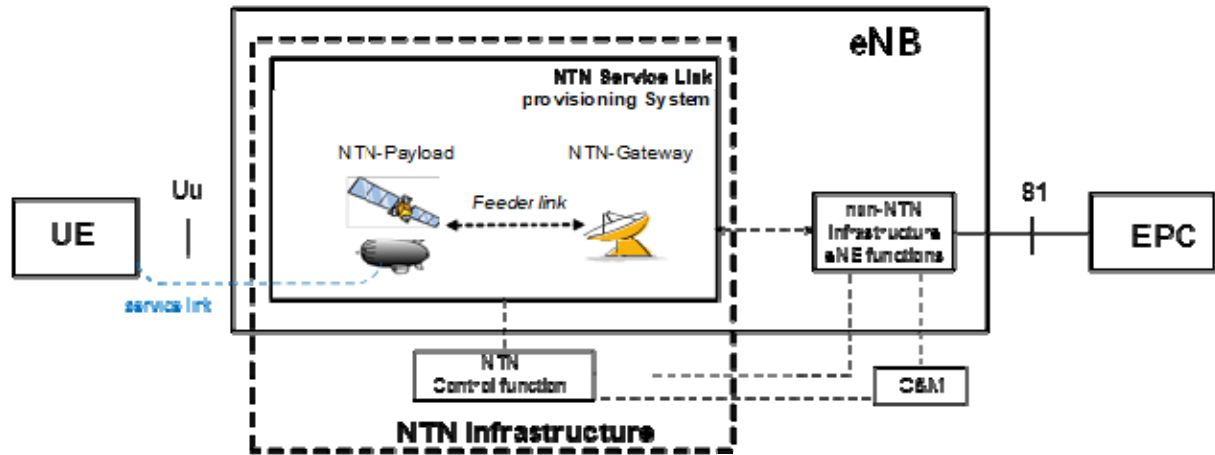 eNB
NTN Service Link
provisioning System
NTN-Payload
NTN-Gateway
Uu
Feeder link
S1
UE
non-NTN
Infrastructure
eNB functions
EPC
service link
NTN
Control function
O&M
NTN Infrastructure